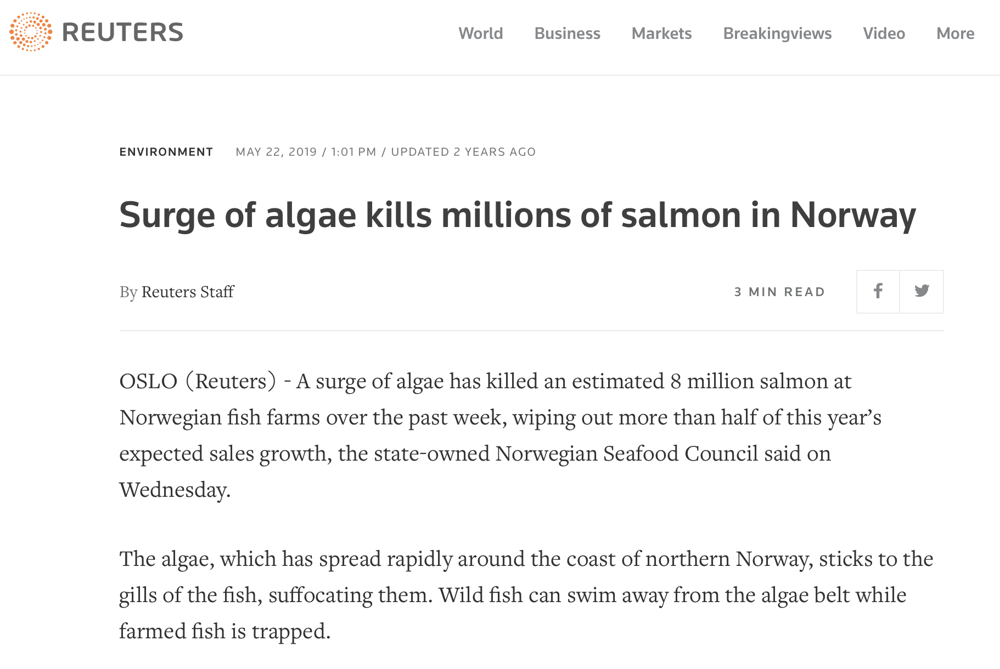 REUTERS
World Business Markets Breakingviews Video More
ENVIRONMENT MAY 22, 2019 / 1:01 PM / UPDATED 2 YEARS AGO
Surge of algae kills millions of salmon in Norway
By Reuters Staff
3 MIN READ
OSLO (Reuters) - A surge of algae has killed an estimated 8 million salmon at
Norwegian fish farms over the past week, wiping out more than half of this year’s
expected sales growth, the state-owned Norwegian Seafood Council said on
Wednesday.
The algae, which has spread rapidly around the coast of northern Norway, sticks to the
gills of the fish, suffocating them. Wild fish can swim away from the algae belt while
farmed fish is trapped.